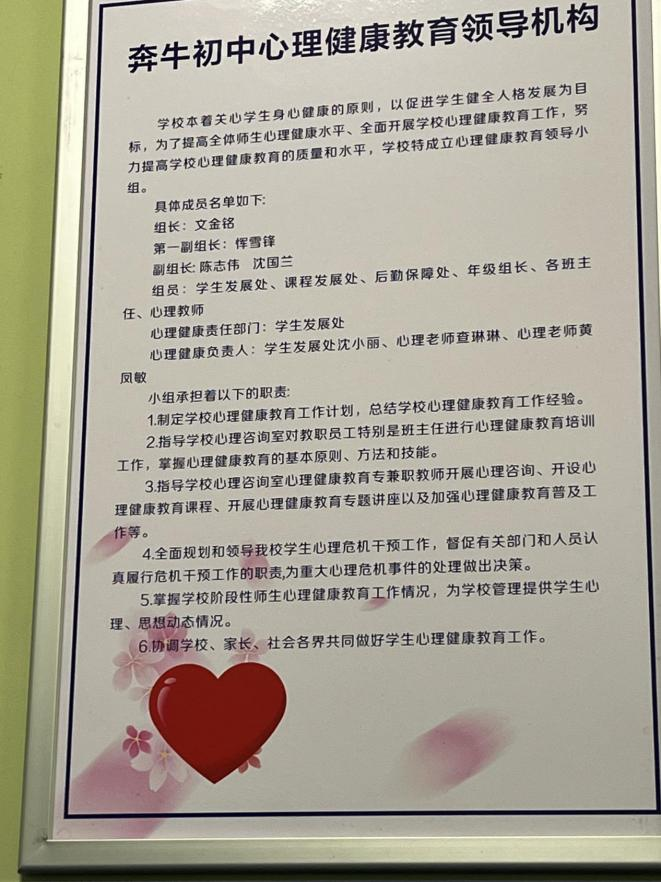 奔牛初中心理健康教育领导机构
学校本着关心学生身心健康的原则，以促进学生健全人格发展为目
标，为了提高全体师生心理健康水平、全面开展学校心理健康教育工作，努
力提高学校心理健康教育的质量和水平，学校特成立心理健康教育领导小
组。
具体成员名单如下:
组长：文金铭
第一副组长：恽雪锋
副组长: 陈志伟 沈国兰
组员：学生发展处、课程发展处、后勤保障处、年级组长、各班主
任、心理教师
心理健康责任部门：学生发展处
心理健康负责人：学生发展处沈小丽、心理老师查琳琳、心理老师黄
凤敏
小组承担着以下的职责:
1.制定学校心理健康教育工作计划，总结学校心理健康教育工作经验。
2.指导学校心理咨询室对教职员工特别是班主任进行心理健康教育培训
工作，掌握心理健康教育的基本原则、方法和技能。
3.指导学校心理咨询室心理健康教育专兼职教师开展心理咨询、开设心
理健康教育课程、开展心理健康教育专题讲座以及加强心理健康教育普及工
作等。
4.全面规划和领导我校学生心理危机干预工作，督促有关部门和人员认
真履行危机干预工作的职责,为重大心理危机事件的处理做出决策。
5.掌握学校阶段性师生心理健康教育工作情况，为学校管理提供学生心
理、思想动态情况。
6.协调学校、家长、社会各界共同做好学生心理健康教育工作。